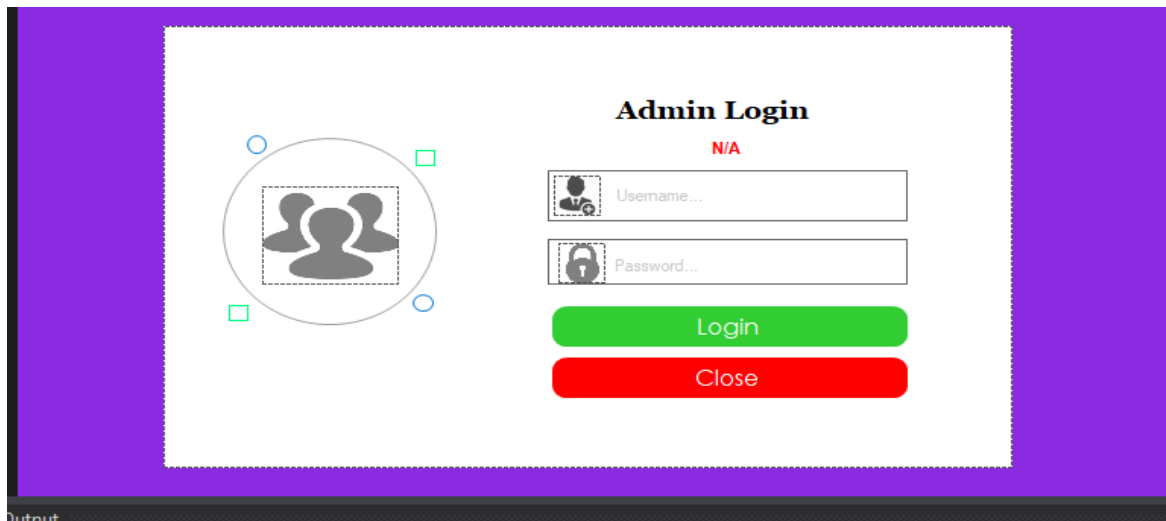 Admin Login
N/A
Username...
Password...
Login
Close
Output